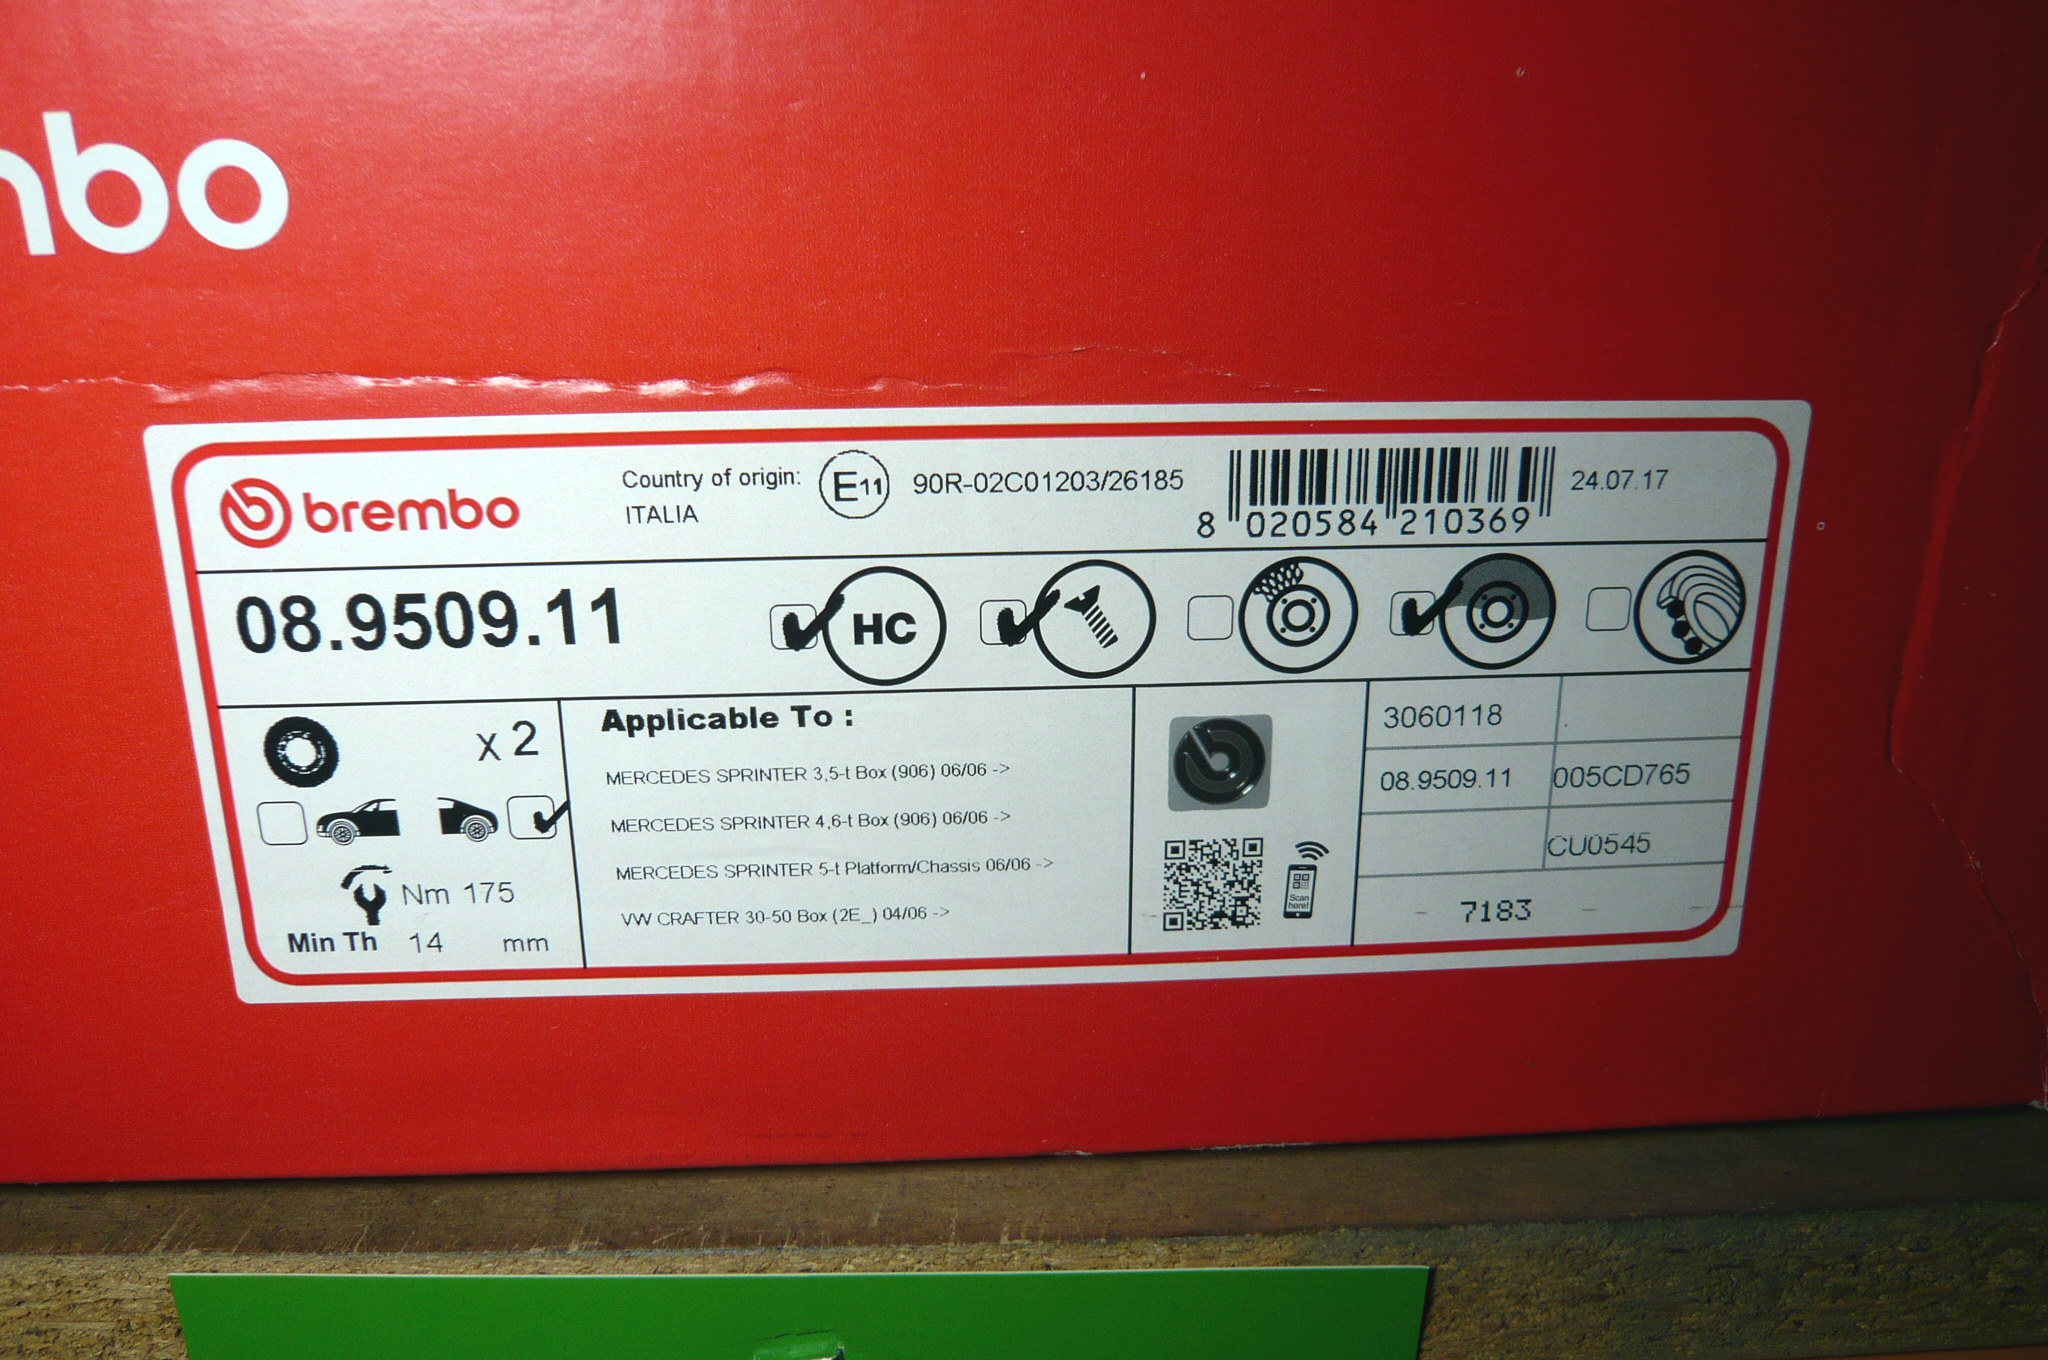 mbo
brembo
Country of origin:
ITALIA
E11
90R-02C01203/26185
8 020584 210369
24.07.17
08.9509.11
HC
x 2
Nm 175
Min Th 14 mm
Applicable To :
MERCEDES SPRINTER 3,5-t Box (906) 06/06 ->
MERCEDES SPRINTER 4,6-t Box (906) 06/06 ->
MERCEDES SPRINTER 5-t Platform/Chassis 06/06 ->
VW CRAFTER 30-50 Box (2E_) 04/06 ->
Scan
here!
3060118 .
08.9509.11 005CD765
CU0545
7183